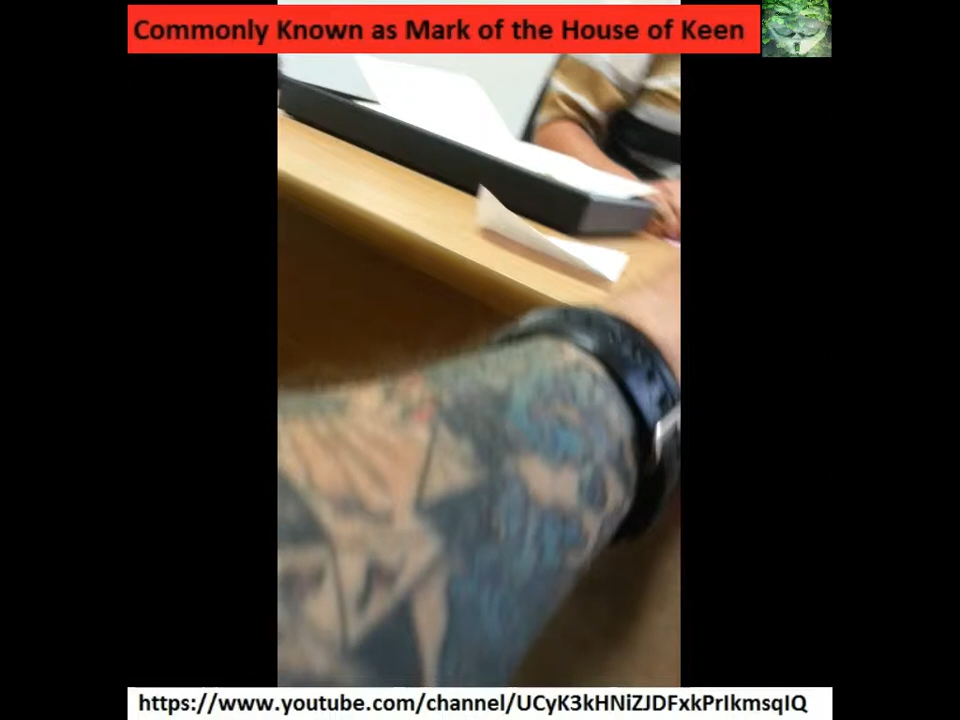 Commonly Known as Mark of the House of Keen
https://www.youtube.com/channel/UCyK3kHNiZJDFxkPrIkmsqIQ